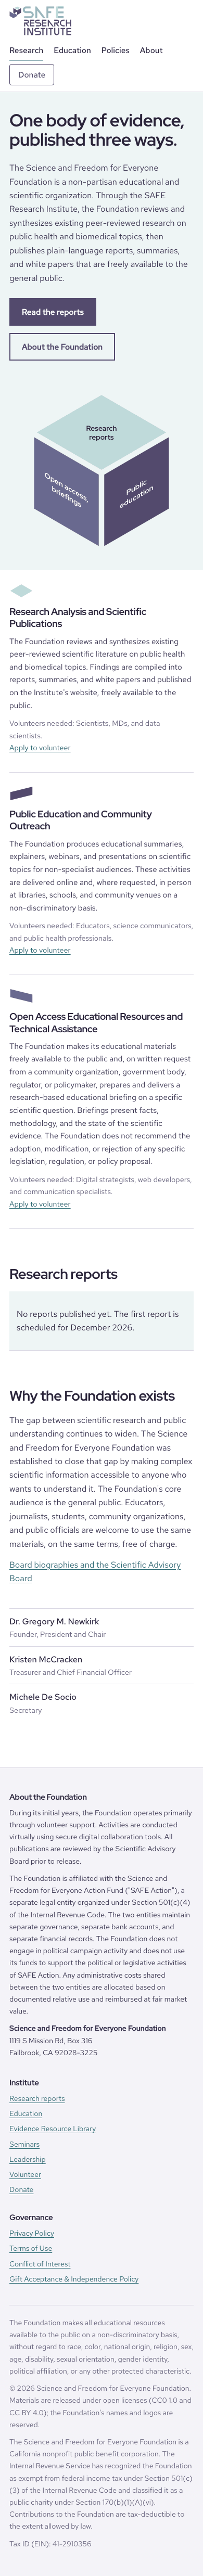 SAFE
RESEARCH
INSTITUTE
Research Education Policies About
Donate
One body of evidence,
published three ways.
The Science and Freedom for Everyone
Foundation is a non-partisan educational and
scientific organization. Through the SAFE
Research Institute, the Foundation reviews and
synthesizes existing peer-reviewed research on
public health and biomedical topics, then
publishes plain-language reports, summaries,
and white papers that are freely available to the
general public.
Read the reports
About the Foundation
Research
reports
Open access,
briefings
Public
education
Research Analysis and Scientific
Publications
The Foundation reviews and synthesizes existing
peer-reviewed scientific literature on public health
and biomedical topics. Findings are compiled into
reports, summaries, and white papers and published
on the Institute's website, freely available to the
public.
Volunteers needed: Scientists, MDs, and data
scientists.
Apply to volunteer
Public Education and Community
Outreach
The Foundation produces educational summaries,
explainers, webinars, and presentations on scientific
topics for non-specialist audiences. These activities
are delivered online and, where requested, in person
at libraries, schools, and community venues on a
non-discriminatory basis.
Volunteers needed: Educators, science communicators,
and public health professionals.
Apply to volunteer
Open Access Educational Resources and
Technical Assistance
The Foundation makes its educational materials
freely available to the public and, on written request
from a community organization, government body,
regulator, or policymaker, prepares and delivers a
research-based educational briefing on a specific
scientific question. Briefings present facts,
methodology, and the state of the scientific
evidence. The Foundation does not recommend the
adoption, modification, or rejection of any specific
legislation, regulation, or policy proposal.
Volunteers needed: Digital strategists, web developers,
and communication specialists.
Apply to volunteer
Research reports
No reports published yet. The first report is
scheduled for December 2026.
Why the Foundation exists
The gap between scientific research and public
understanding continues to widen. The Science
and Freedom for Everyone Foundation was
established to close that gap by making complex
scientific information accessible to anyone who
wants to understand it. The Foundation's core
audience is the general public. Educators,
journalists, students, community organizations,
and public officials are welcome to use the same
materials, on the same terms, free of charge.
Board biographies and the Scientific Advisory
Board
Dr. Gregory M. Newkirk
Founder, President and Chair
Kristen McCracken
Treasurer and Chief Financial Officer
Michele De Socio
Secretary
About the Foundation
During its initial years, the Foundation operates primarily
through volunteer support. Activities are conducted
virtually using secure digital collaboration tools. All
publications are reviewed by the Scientific Advisory
Board prior to release.
The Foundation is affiliated with the Science and
Freedom for Everyone Action Fund ("SAFE Action"), a
separate legal entity organized under Section 501(c)(4)
of the Internal Revenue Code. The two entities maintain
separate governance, separate bank accounts, and
separate financial records. The Foundation does not
engage in political campaign activity and does not use
its funds to support the political or legislative activities
of SAFE Action. Any administrative costs shared
between the two entities are allocated based on
documented relative use and reimbursed at fair market
value.
Science and Freedom for Everyone Foundation
1119 S Mission Rd, Box 316
Fallbrook, CA 92028-3225
Institute
Research reports
Education
Evidence Resource Library
Seminars
Leadership
Volunteer
Donate
Governance
Privacy Policy
Terms of Use
Conflict of Interest
Gift Acceptance & Independence Policy
The Foundation makes all educational resources
available to the public on a non-discriminatory basis,
without regard to race, color, national origin, religion, sex,
age, disability, sexual orientation, gender identity,
political affiliation, or any other protected characteristic.
© 2026 Science and Freedom for Everyone Foundation.
Materials are released under open licenses (CC0 1.0 and
CC BY 4.0); the Foundation's names and logos are
reserved.
The Science and Freedom for Everyone Foundation is a
California nonprofit public benefit corporation. The
Internal Revenue Service has recognized the Foundation
as exempt from federal income tax under Section 501(c)
(3) of the Internal Revenue Code and classified it as a
public charity under Section 170(b)(1)(A)(vi).
Contributions to the Foundation are tax-deductible to
the extent allowed by law.
Tax ID (EIN): 41-2910356